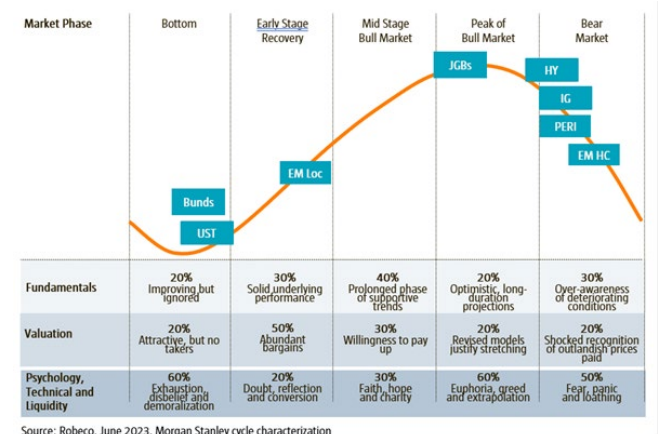 Market Phase
Bottom
Early Stage
Recovery
Mid Stage
Bull Market
Peak of
Bull Market
Bear
Market
JGBs
HY
IG
PERI
EM HC
EM Loc
Bunds
UST
Fundamentals
20%
Improving but
ignored
30%
Solid underlying
performance
40%
Prolonged phase
of supportive
trends
20%
Optimistic, long-
duration
projections
30%
Over-awareness
of deteriorating
conditions
Valuation
20%
Attractive, but no
takers
50%
Abundant
bargains
30%
Willingness to pay
up
20%
Revised models
justify stretching
20%
Shocked recognition
of outlandish prices
paid
Psychology,
Technical and
Liquidity
60%
Exhaustion,
disbelief and
demoralization
20%
Doubt, reflection
and conversion
30%
Faith, hope
and charity
60%
Euphoria, greed
and extrapolation
50%
Fear, panic
and loathing
Source: Robeco, June 2023, Morgan Stanley cycle characterization